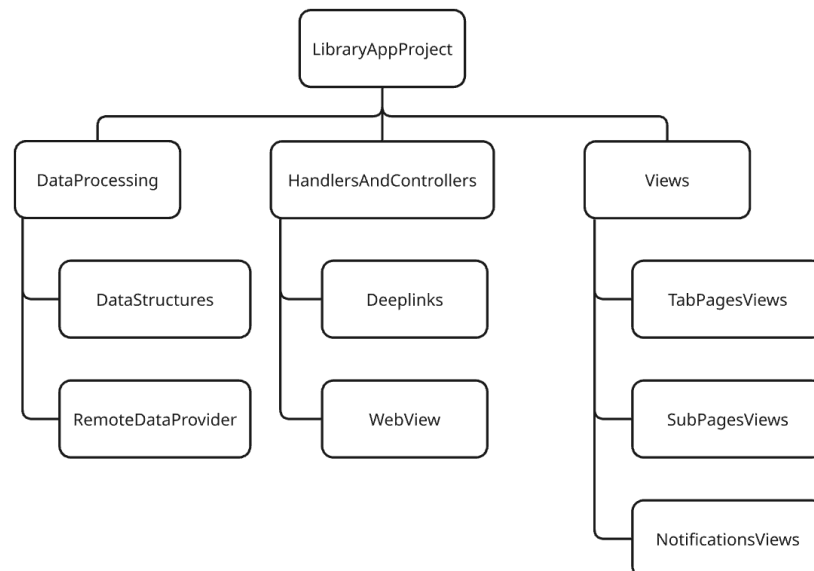 LibraryAppProject
DataProcessing
HandlersAndControllers
Views
DataStructures
Deeplinks
TabPagesViews
RemoteDataProvider
WebView
SubPagesViews
NotificationsViews